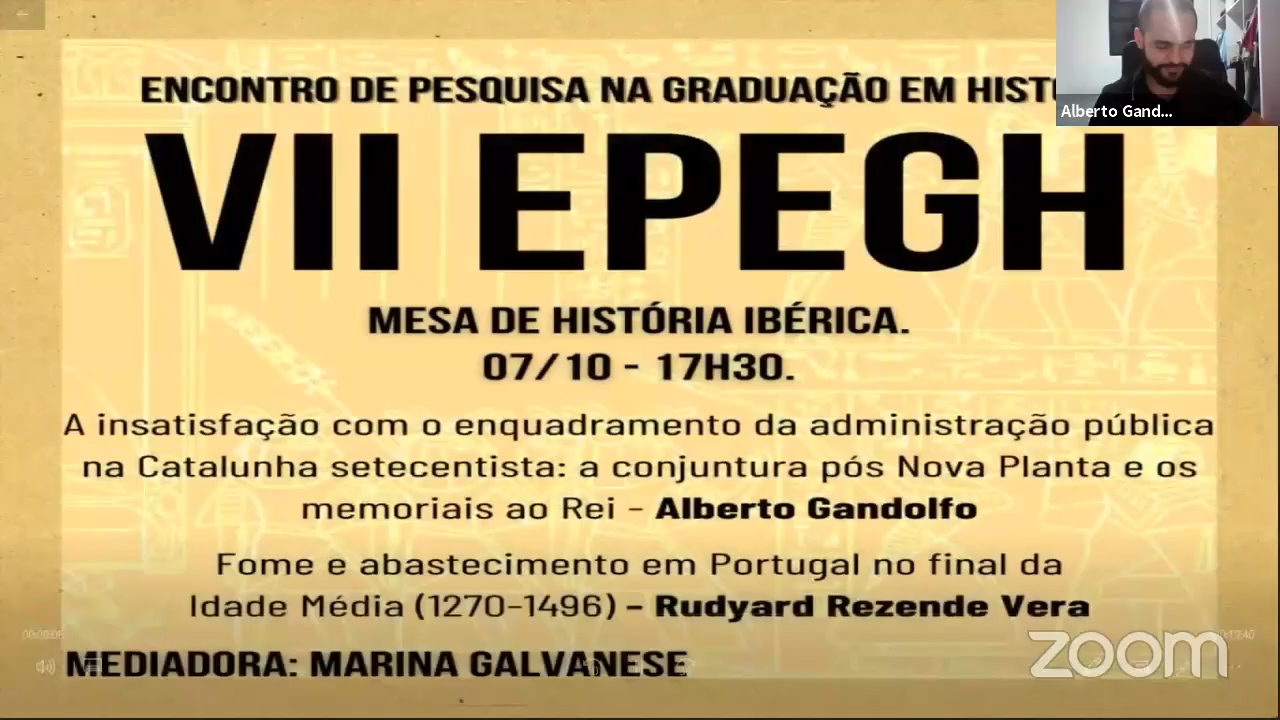 ENCONTRO DE PESQUISA NA GRADUAÇÃO EM HISTÓ
Alberto Gand...
VII EPEGH
MESA DE HISTÓRIA IBÉRICA.
07/10 - 17H30.
A insatisfação com o enquadramento da administração pública
na Catalunha setecentista: a conjuntura pós Nova Planta e os
memoriais ao Rei - Alberto Gandolfo
Fome e abastecimento em Portugal no final da
Idade Média (1270-1496) - Rudyard Rezende Vera
zoom
MEDIADORA: MARINA GALVANESE